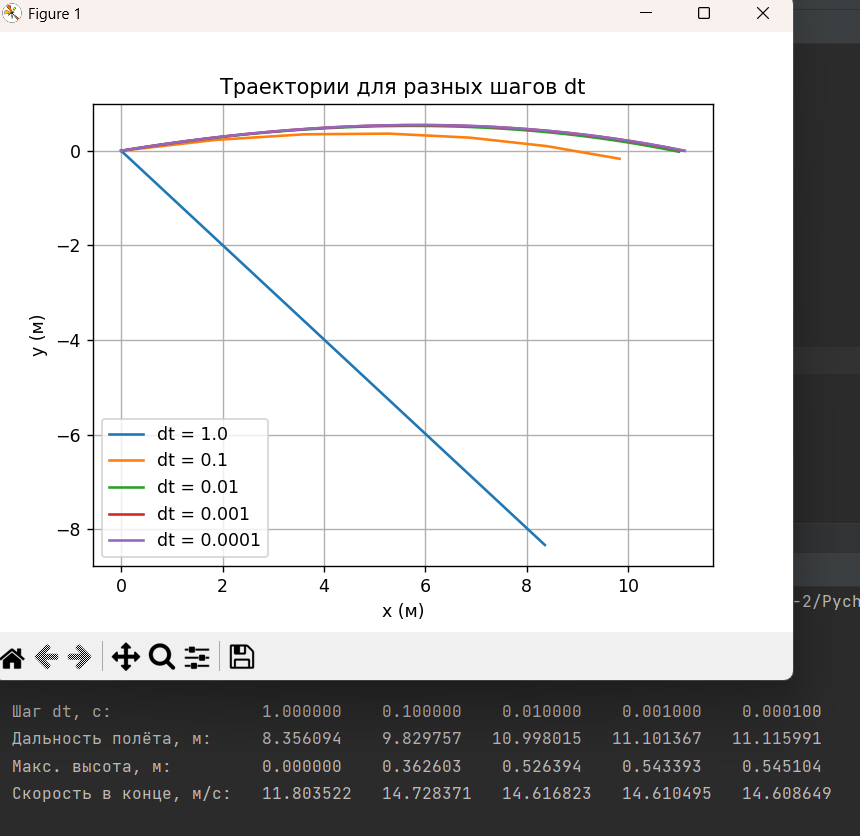 Figure 1
Траектории для разных шагов dt
0
−2
−4
−6
−8
y (м)
dt = 1.0
dt = 0.1
dt = 0.01
dt = 0.001
dt = 0.0001
0 2 4 6 8 10
x (м)
-2/Pych
Шаг dt, с: 1.000000 0.100000 0.010000 0.001000 0.000100
Дальность полёта, м: 8.356094 9.829757 10.998015 11.101367 11.115991
Макс. высота, м: 0.000000 0.362603 0.526394 0.543393 0.545104
Скорость в конце, м/с: 11.803522 14.728371 14.616823 14.610495 14.608649